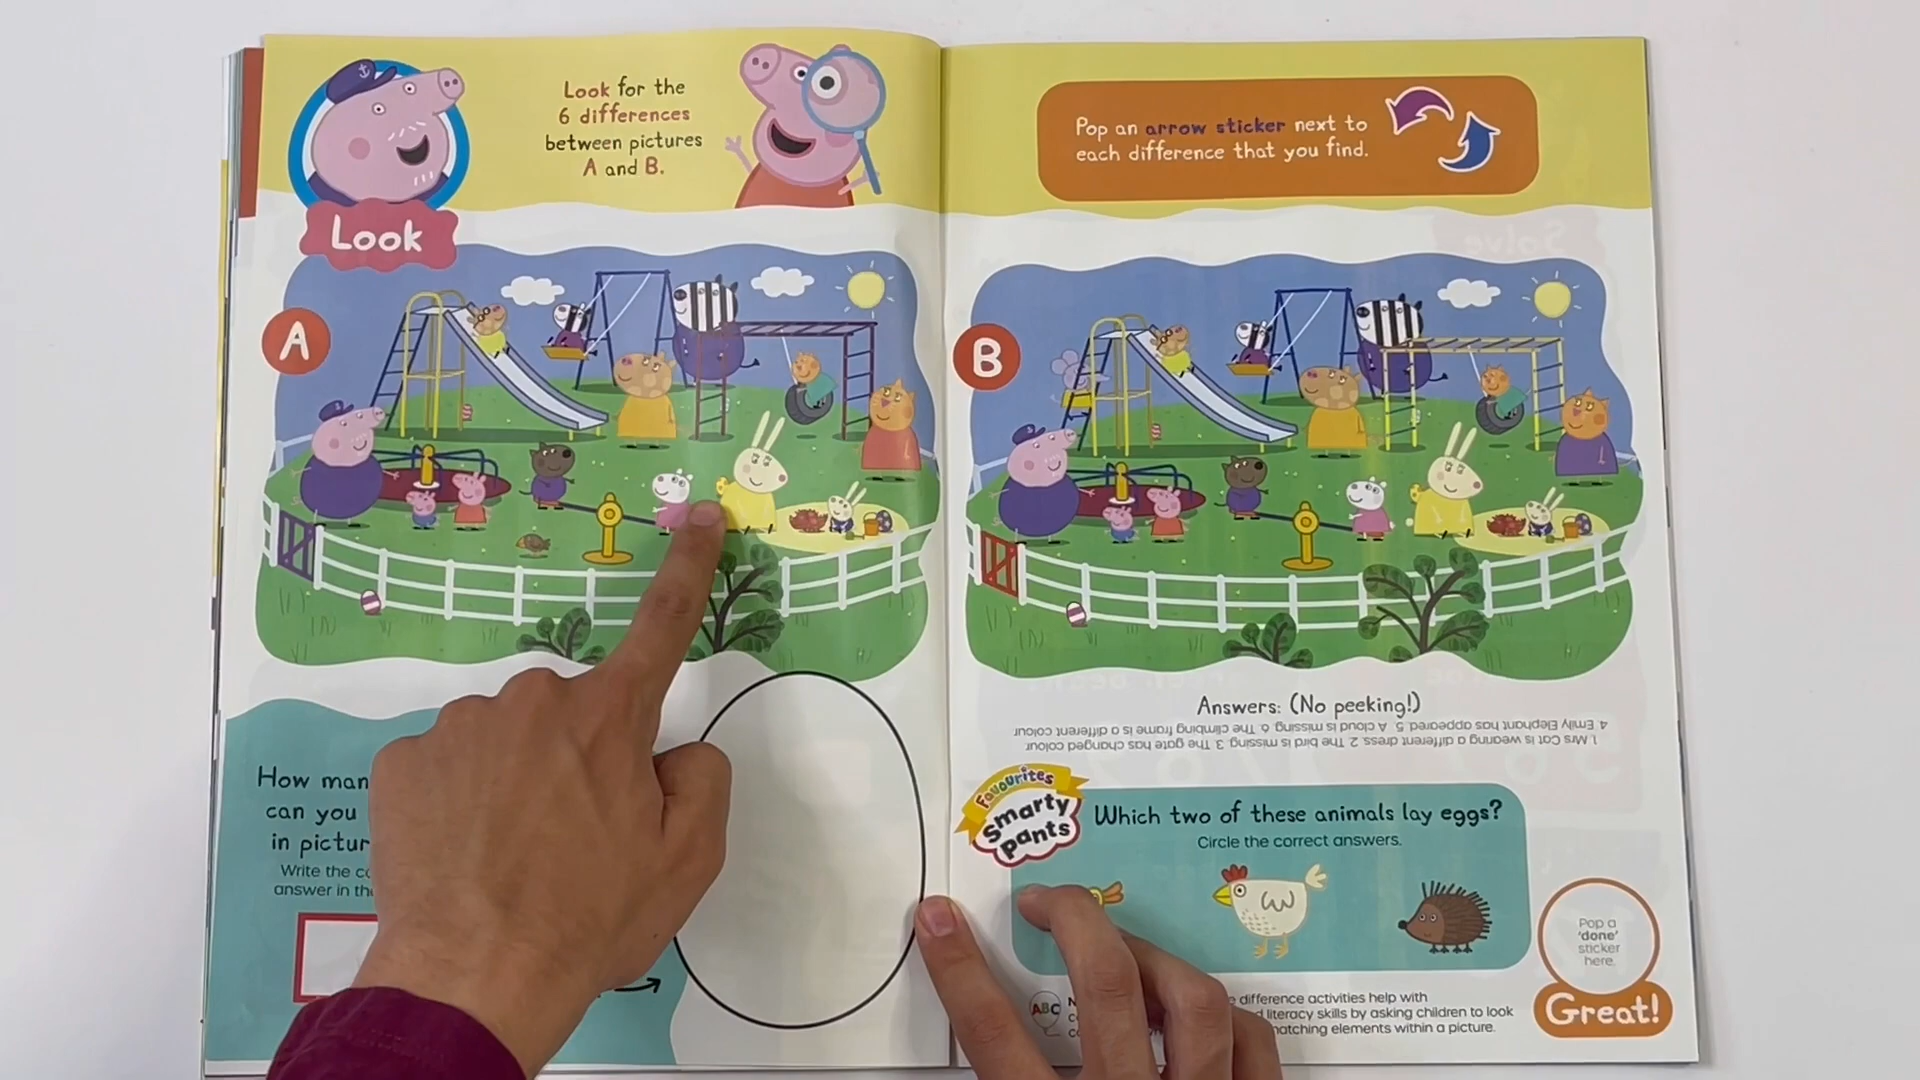 Look for the
6 differences
between pictures
A and B.
Pop an arrow sticker next to
each difference that you find.
Look
A
B
Answers: (No peeking!)
1. Mrs Cat is wearing a different dress. 2. The bird is missing. 3. The gate has changed colour
4. Emily Elephant has appeared. 5. A cloud is missing. 6. The climbing frame is a different colour
How man
can you
in pictur
Write the co
answer in th
Favourites
Smarty
pants
Which two of these animals lay eggs?
Circle the correct answers.
Pop a
'done'
sticker
here.
Great!
ABC
difference activities help with
literacy skills by asking children to look
matching elements within a picture.